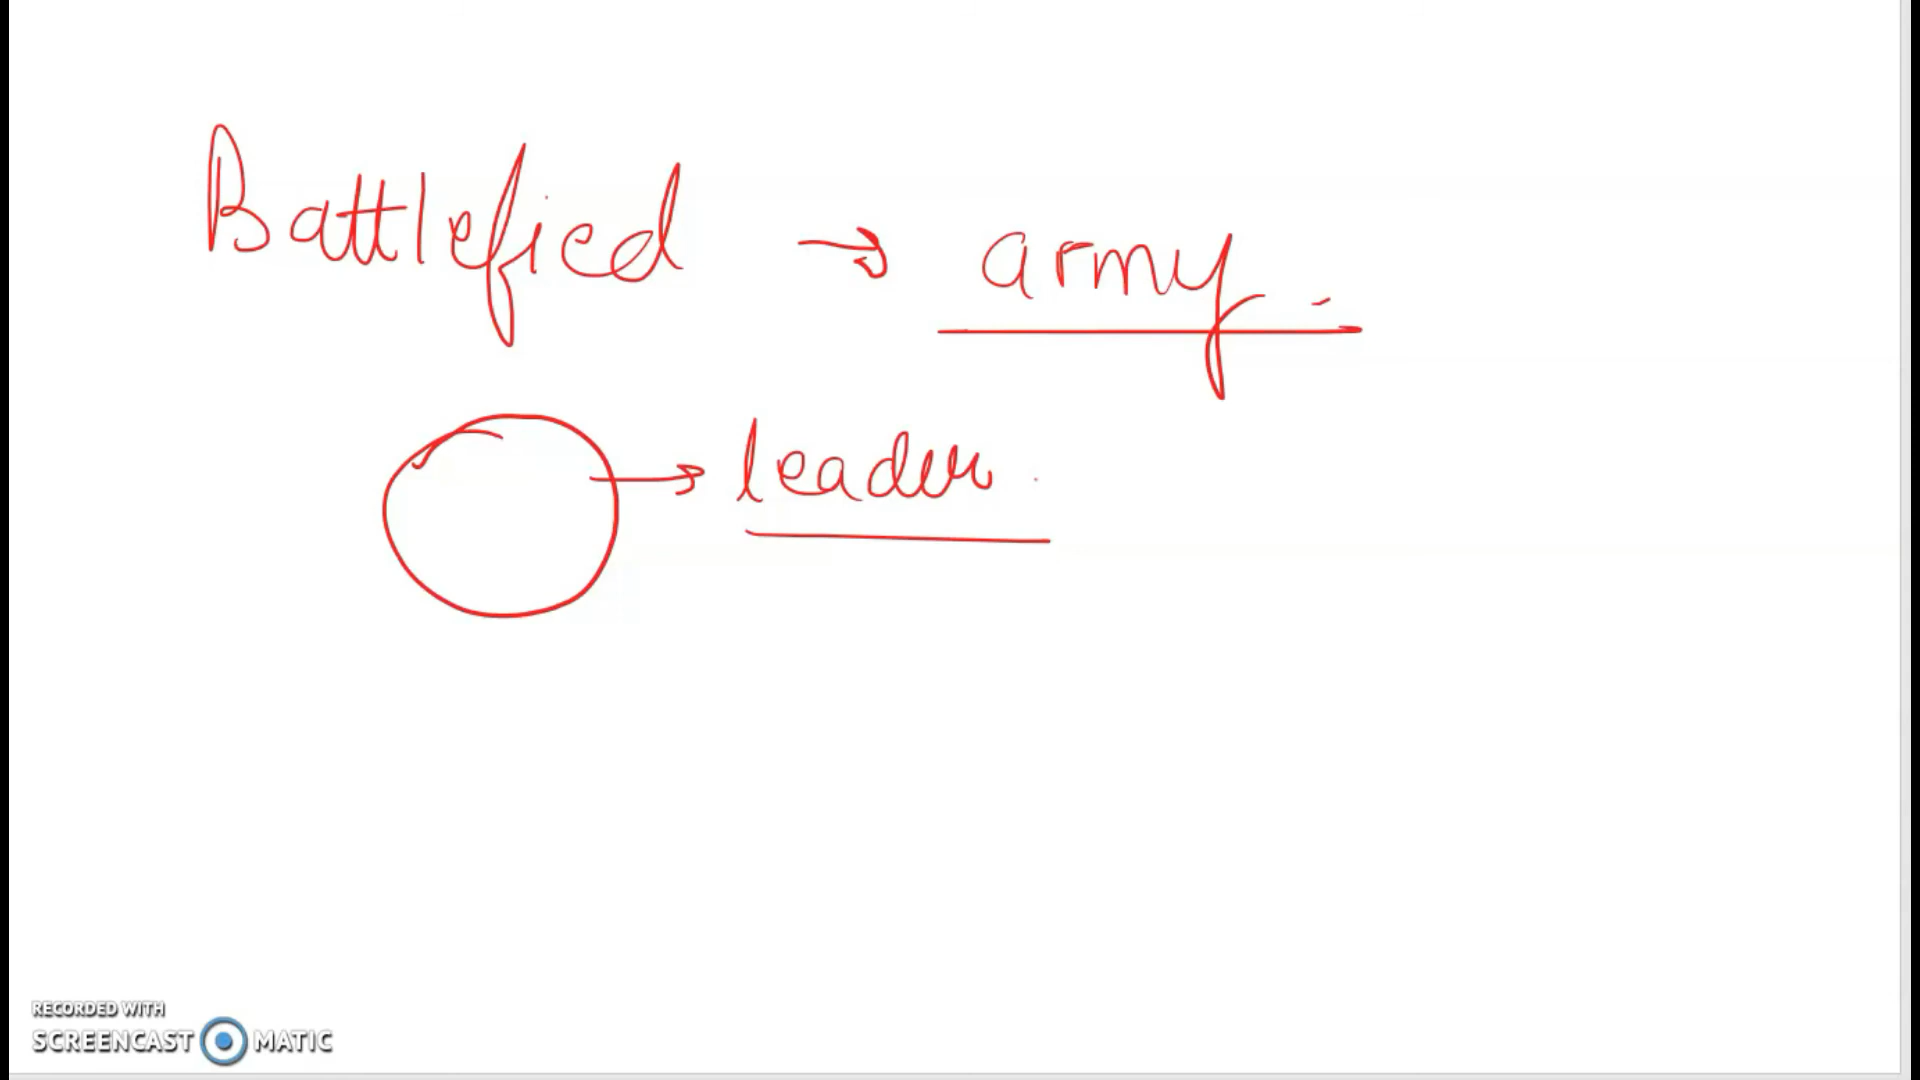 Battlefied → army.
→ leader.
RECORDED WITH
SCREENCAST MATIC